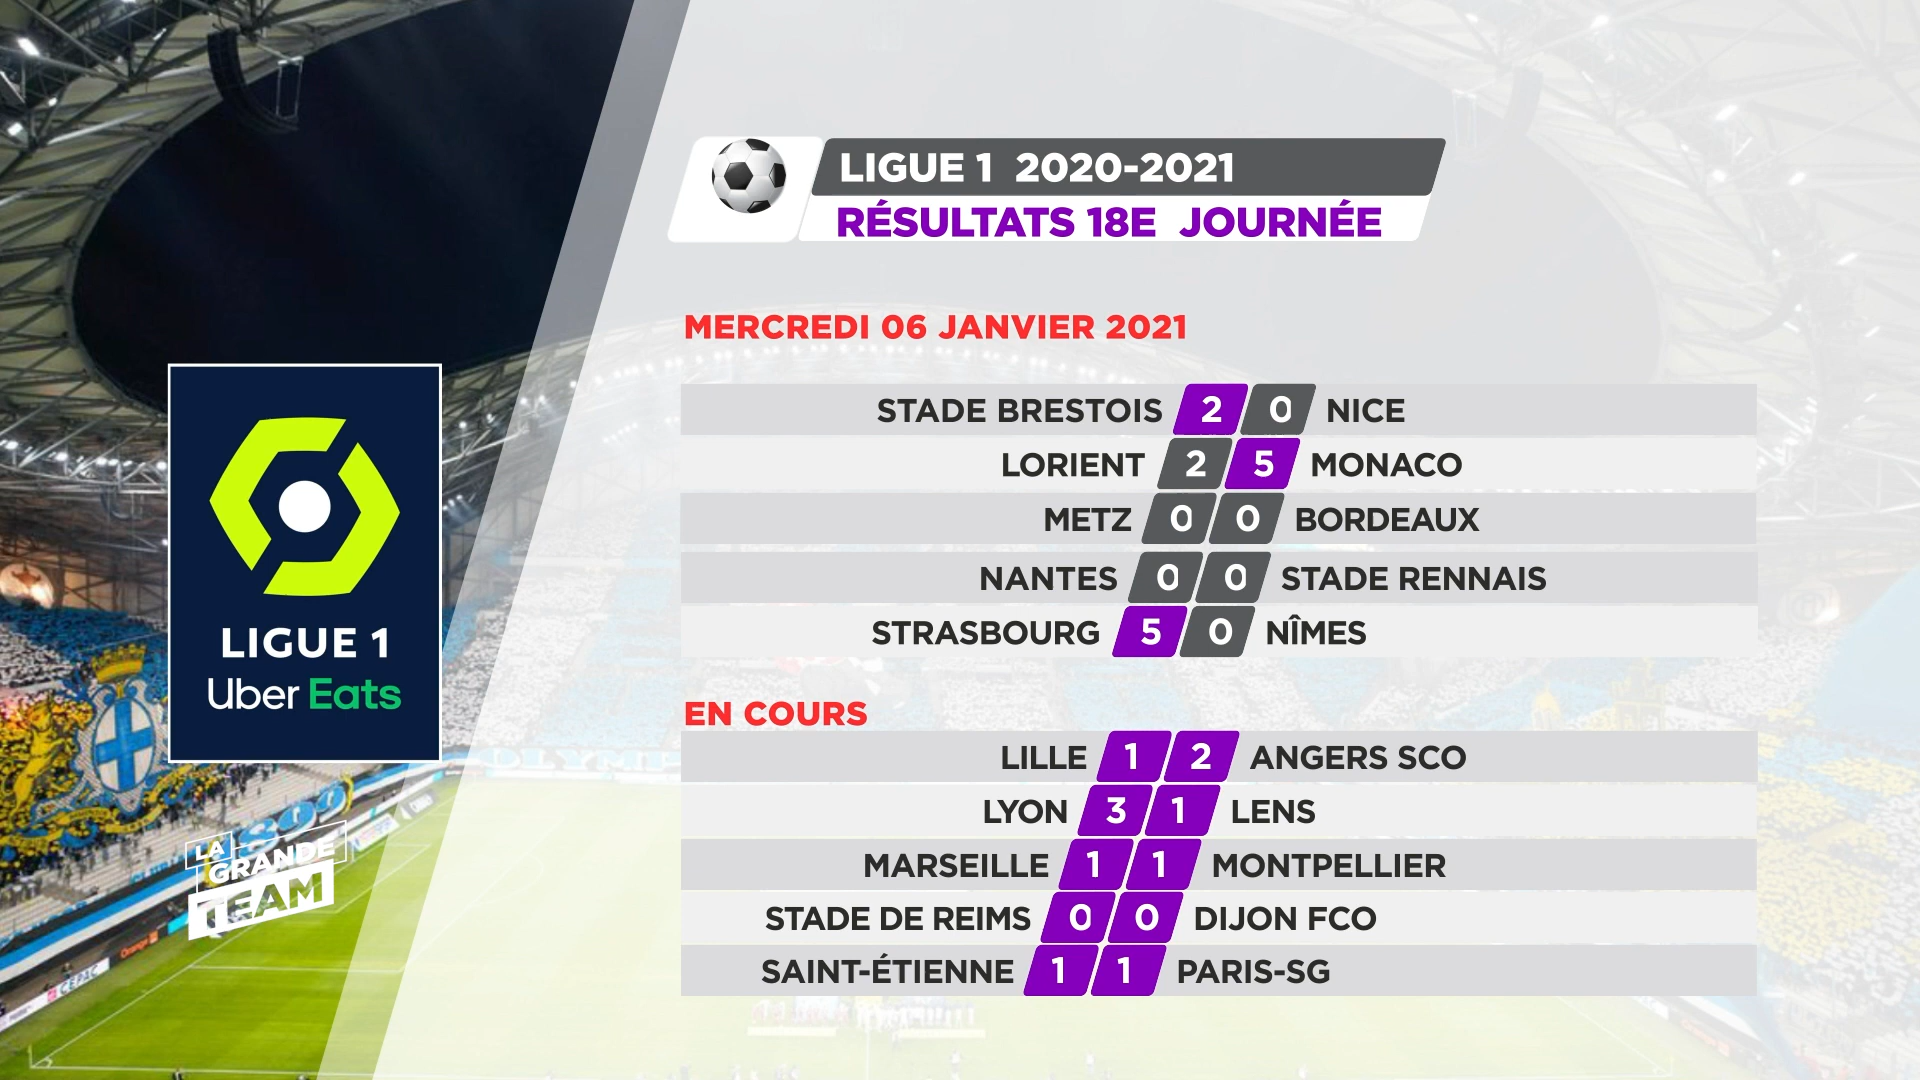 LIGUE 1 2020-2021
RÉSULTATS 18E JOURNÉE
MERCREDI 06 JANVIER 2021
STADE BRESTOIS 2 0 NICE
LORIENT 2 5 MONACO
METZ 0 0 BORDEAUX
NANTES 0 0 STADE RENNAIS
STRASBOURG 5 0 NÎMES
EN COURS
LILLE 1 2 ANGERS SCO
LYON 3 1 LENS
MARSEILLE 1 1 MONTPELLIER
STADE DE REIMS 0 0 DIJON FCO
SAINT-ÉTIENNE 1 1 PARIS-SG
LIGUE 1
Uber Eats
LA
GRANDE
TEAM
Orange
CEPAC